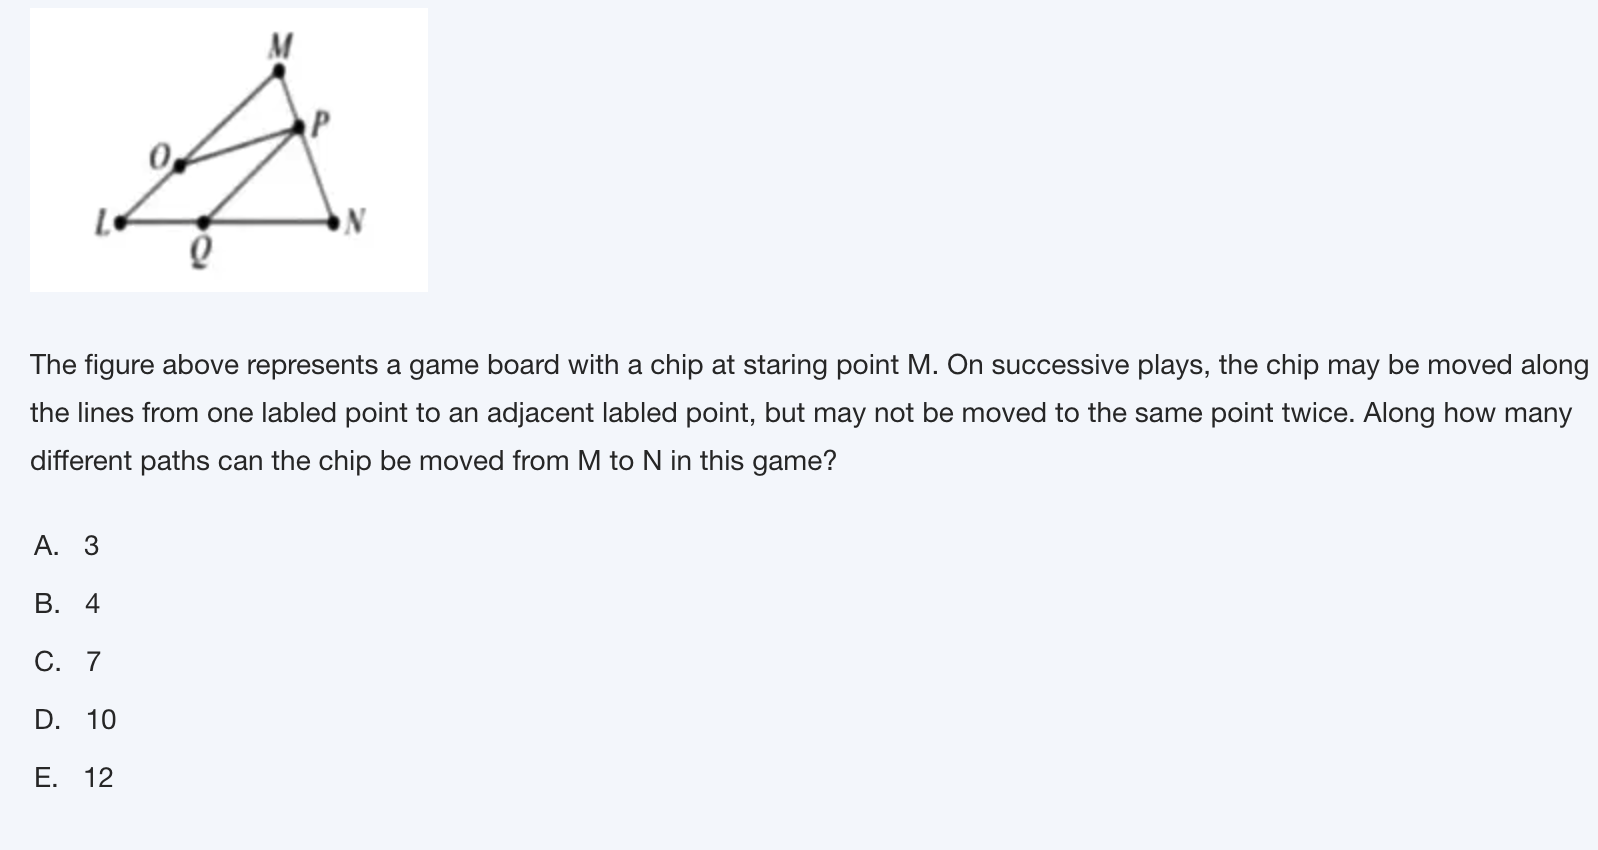 M
P
O
L
N
Q
The figure above represents a game board with a chip at staring point M. On successive plays, the chip may be moved along
the lines from one labled point to an adjacent labled point, but may not be moved to the same point twice. Along how many
different paths can the chip be moved from M to N in this game?
A. 3
B. 4
C. 7
D. 10
E. 12